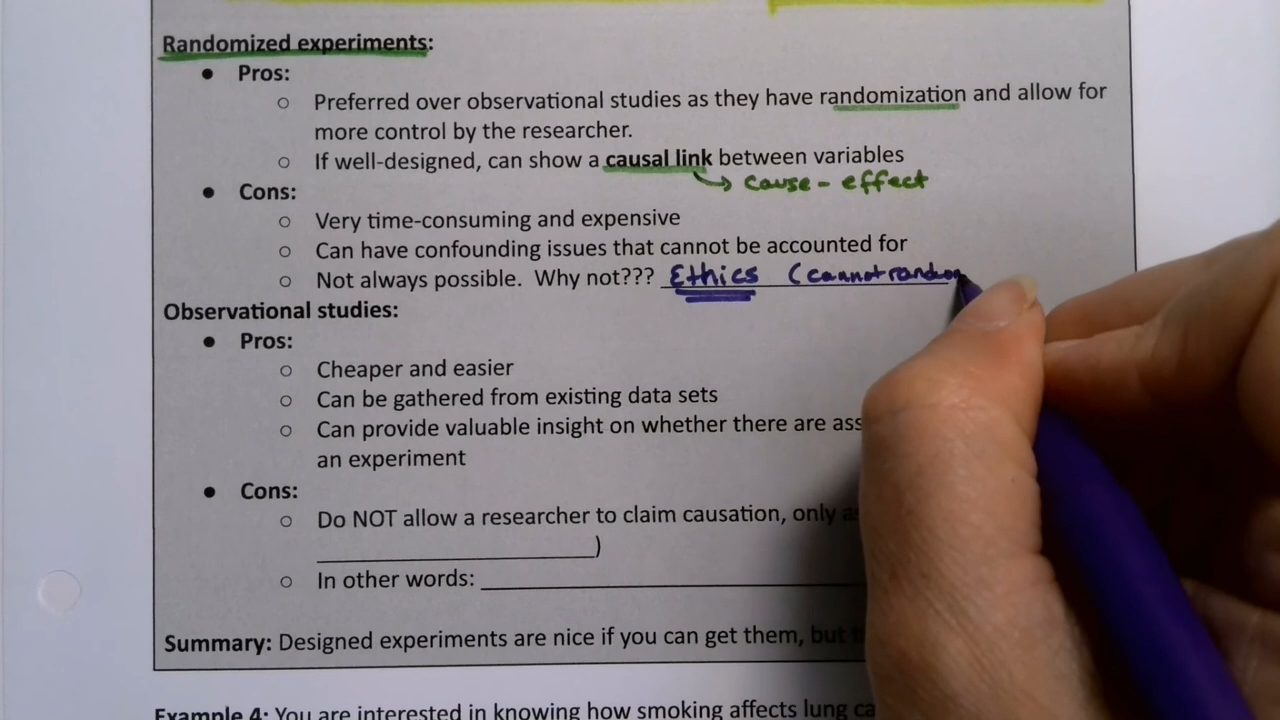 Randomized experiments:
● Pros:
○ Preferred over observational studies as they have randomization and allow for
more control by the researcher.
○ If well-designed, can show a causal link between variables
↳ cause - effect
● Cons:
○ Very time-consuming and expensive
○ Can have confounding issues that cannot be accounted for
○ Not always possible. Why not??? Ethics (cannot random
Observational studies:
● Pros:
○ Cheaper and easier
○ Can be gathered from existing data sets
○ Can provide valuable insight on whether there are ass
an experiment
● Cons:
○ Do NOT allow a researcher to claim causation, only
____________________)
○ In other words: ____________________
Summary: Designed experiments are nice if you can get them, but
Example 4: You are interested in knowing how smoking affects lung ca